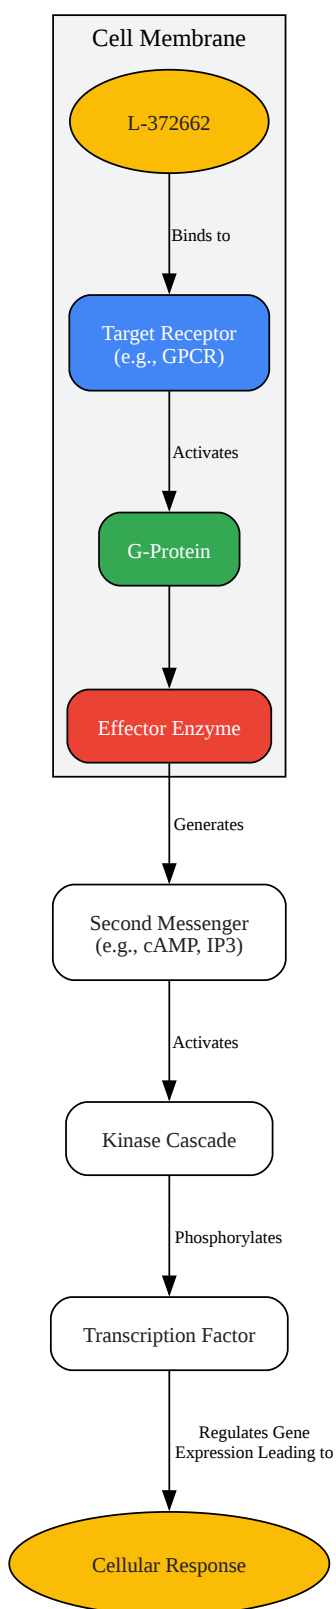 Cell Membrane
L-372662
Binds to
Target Receptor
(e.g., GPCR)
Activates
G-Protein
Effector Enzyme
Generates
Second Messenger
(e.g., cAMP, IP3)
Activates
Kinase Cascade
Phosphorylates
Transcription Factor
Regulates Gene
Expression Leading to
Cellular Response